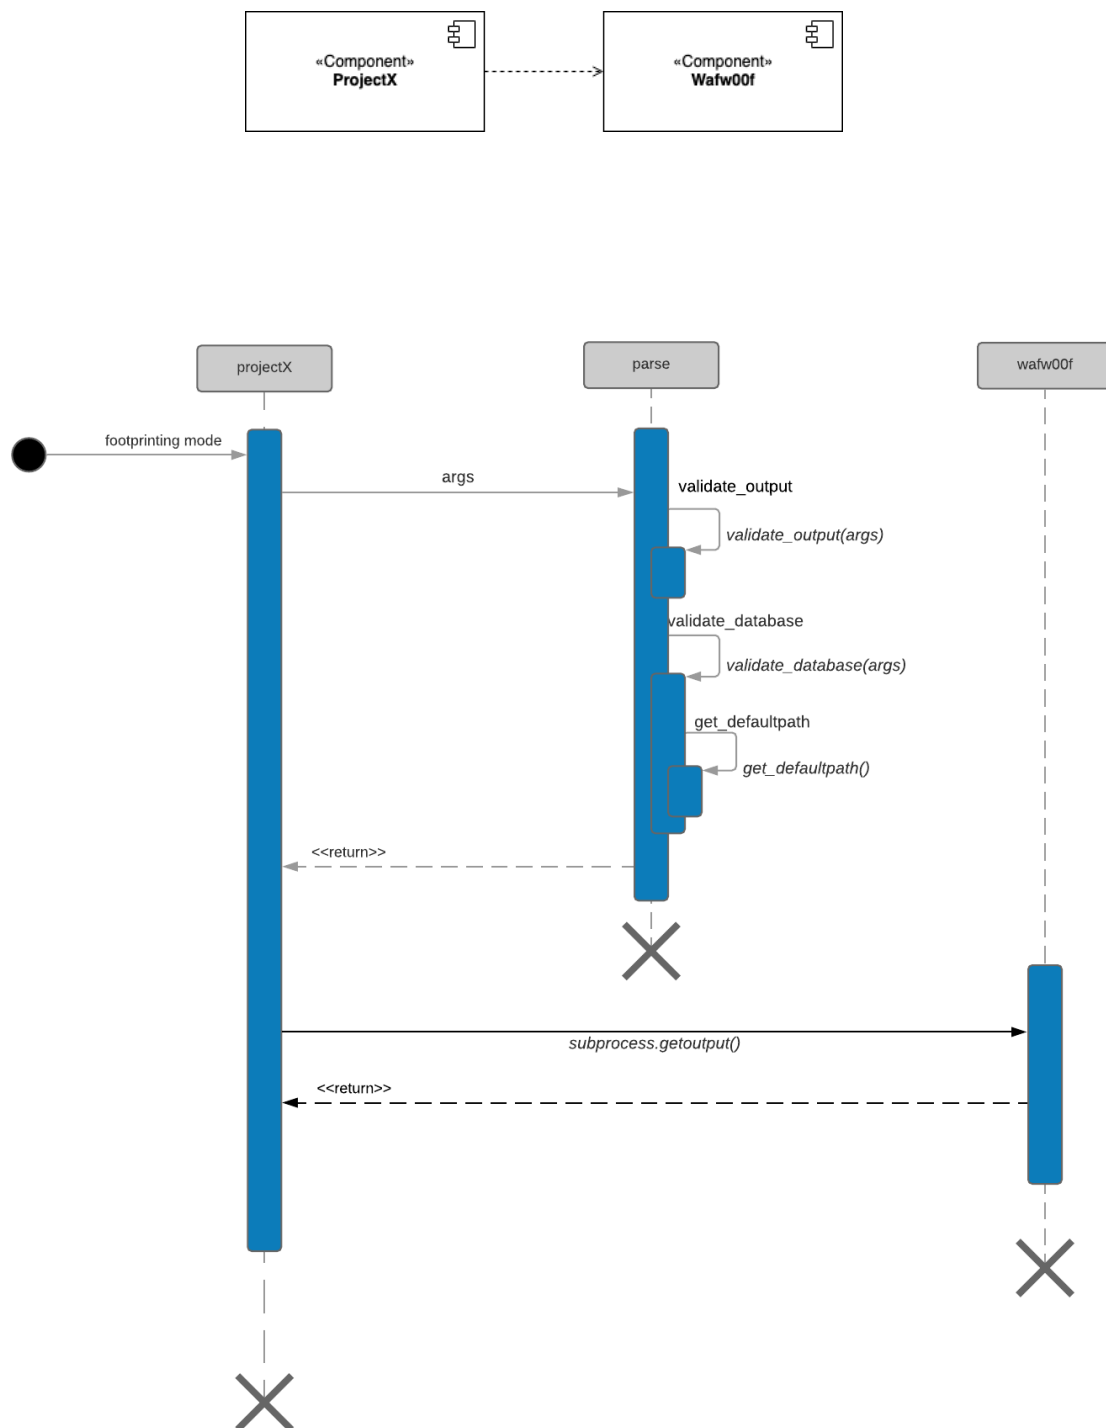 «Component»
ProjectX
«Component»
Wafw00f
projectX
parse
wafw00f
footprinting mode
args
validate_output
validate_output(args)
validate_database
validate_database(args)
get_defaultpath
get_defaultpath()
<<return>>
subprocess.getoutput()
<<return>>